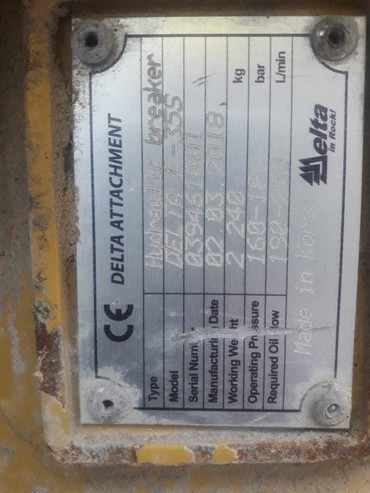 CE DELTA ATTACHMENT
Type Hydraulic breaker
Model DELTA F-35S
Serial Number
Manufacturing Date 02.03.2018.
Working Weight 2 240 kg
Operating Pressure bar
Required Oil Flow L/min
Made in Korea
Delta
in Rock!